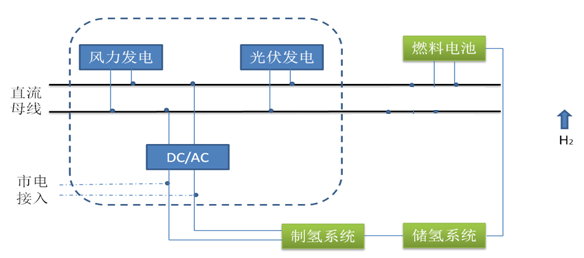 风力发电
光伏发电
燃料电池
直流
母线
DC/AC
H₂
市电
接入
制氢系统
储氢系统